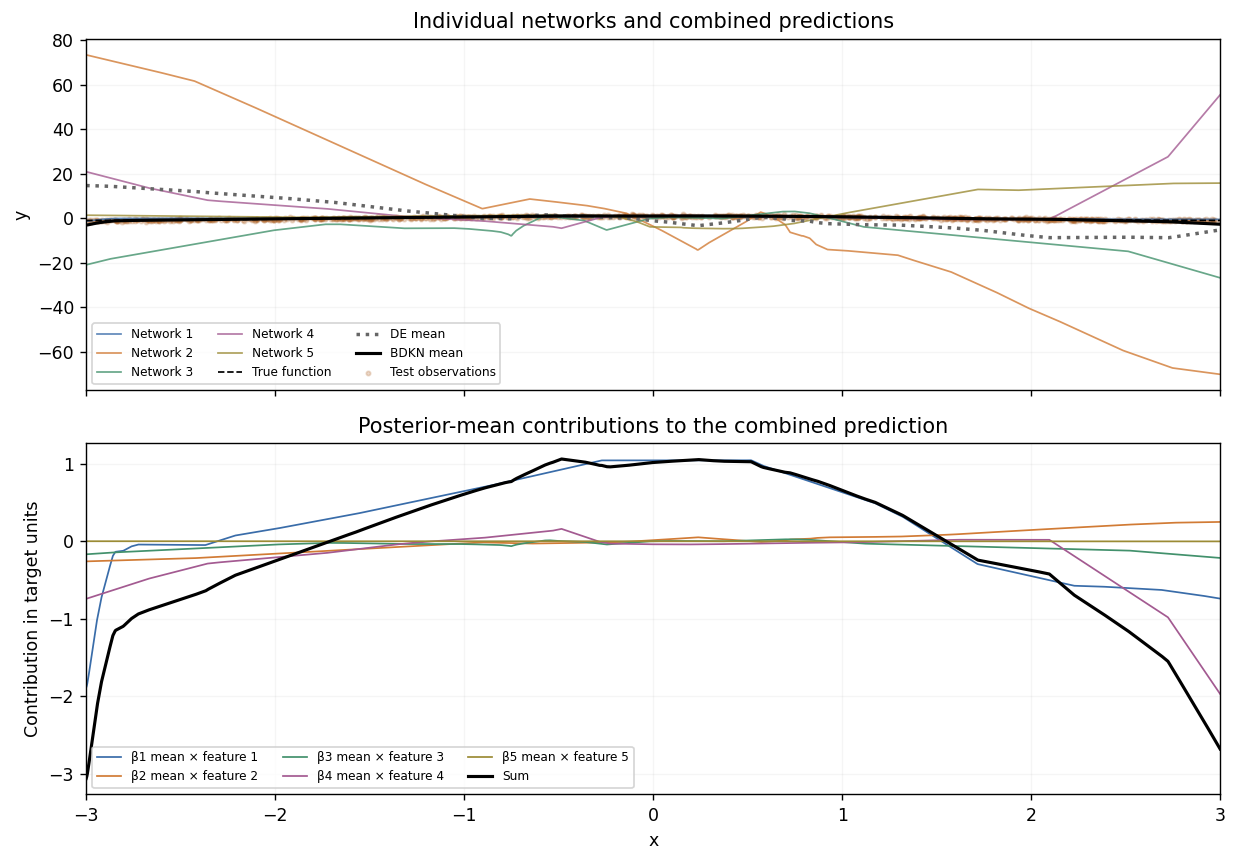 Individual networks and combined predictions
80
60
40
20
0
−20
−40
−60
y
Network 1
Network 2
Network 3
Network 4
Network 5
True function
DE mean
BDKN mean
Test observations
Posterior-mean contributions to the combined prediction
1
0
−1
−2
−3
Contribution in target units
β1 mean × feature 1
β2 mean × feature 2
β3 mean × feature 3
β4 mean × feature 4
β5 mean × feature 5
Sum
−3 −2 −1 0 1 2 3
x